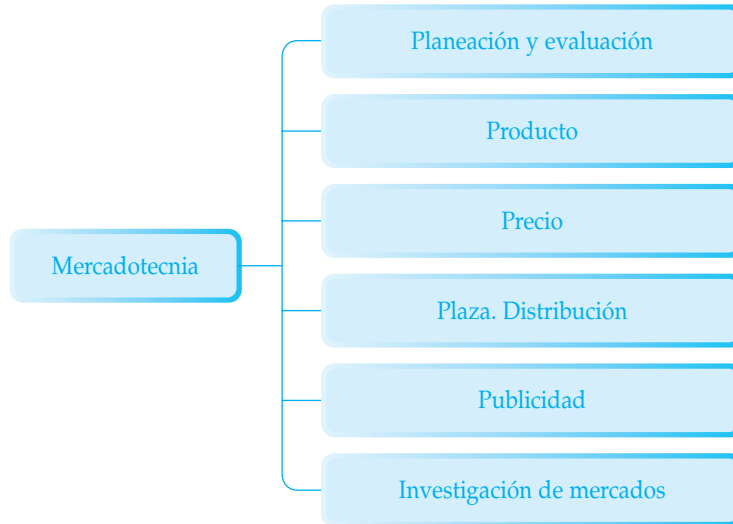 Planeación y evaluación
Producto
Precio
Mercadotecnia
Plaza. Distribución
Publicidad
Investigación de mercados